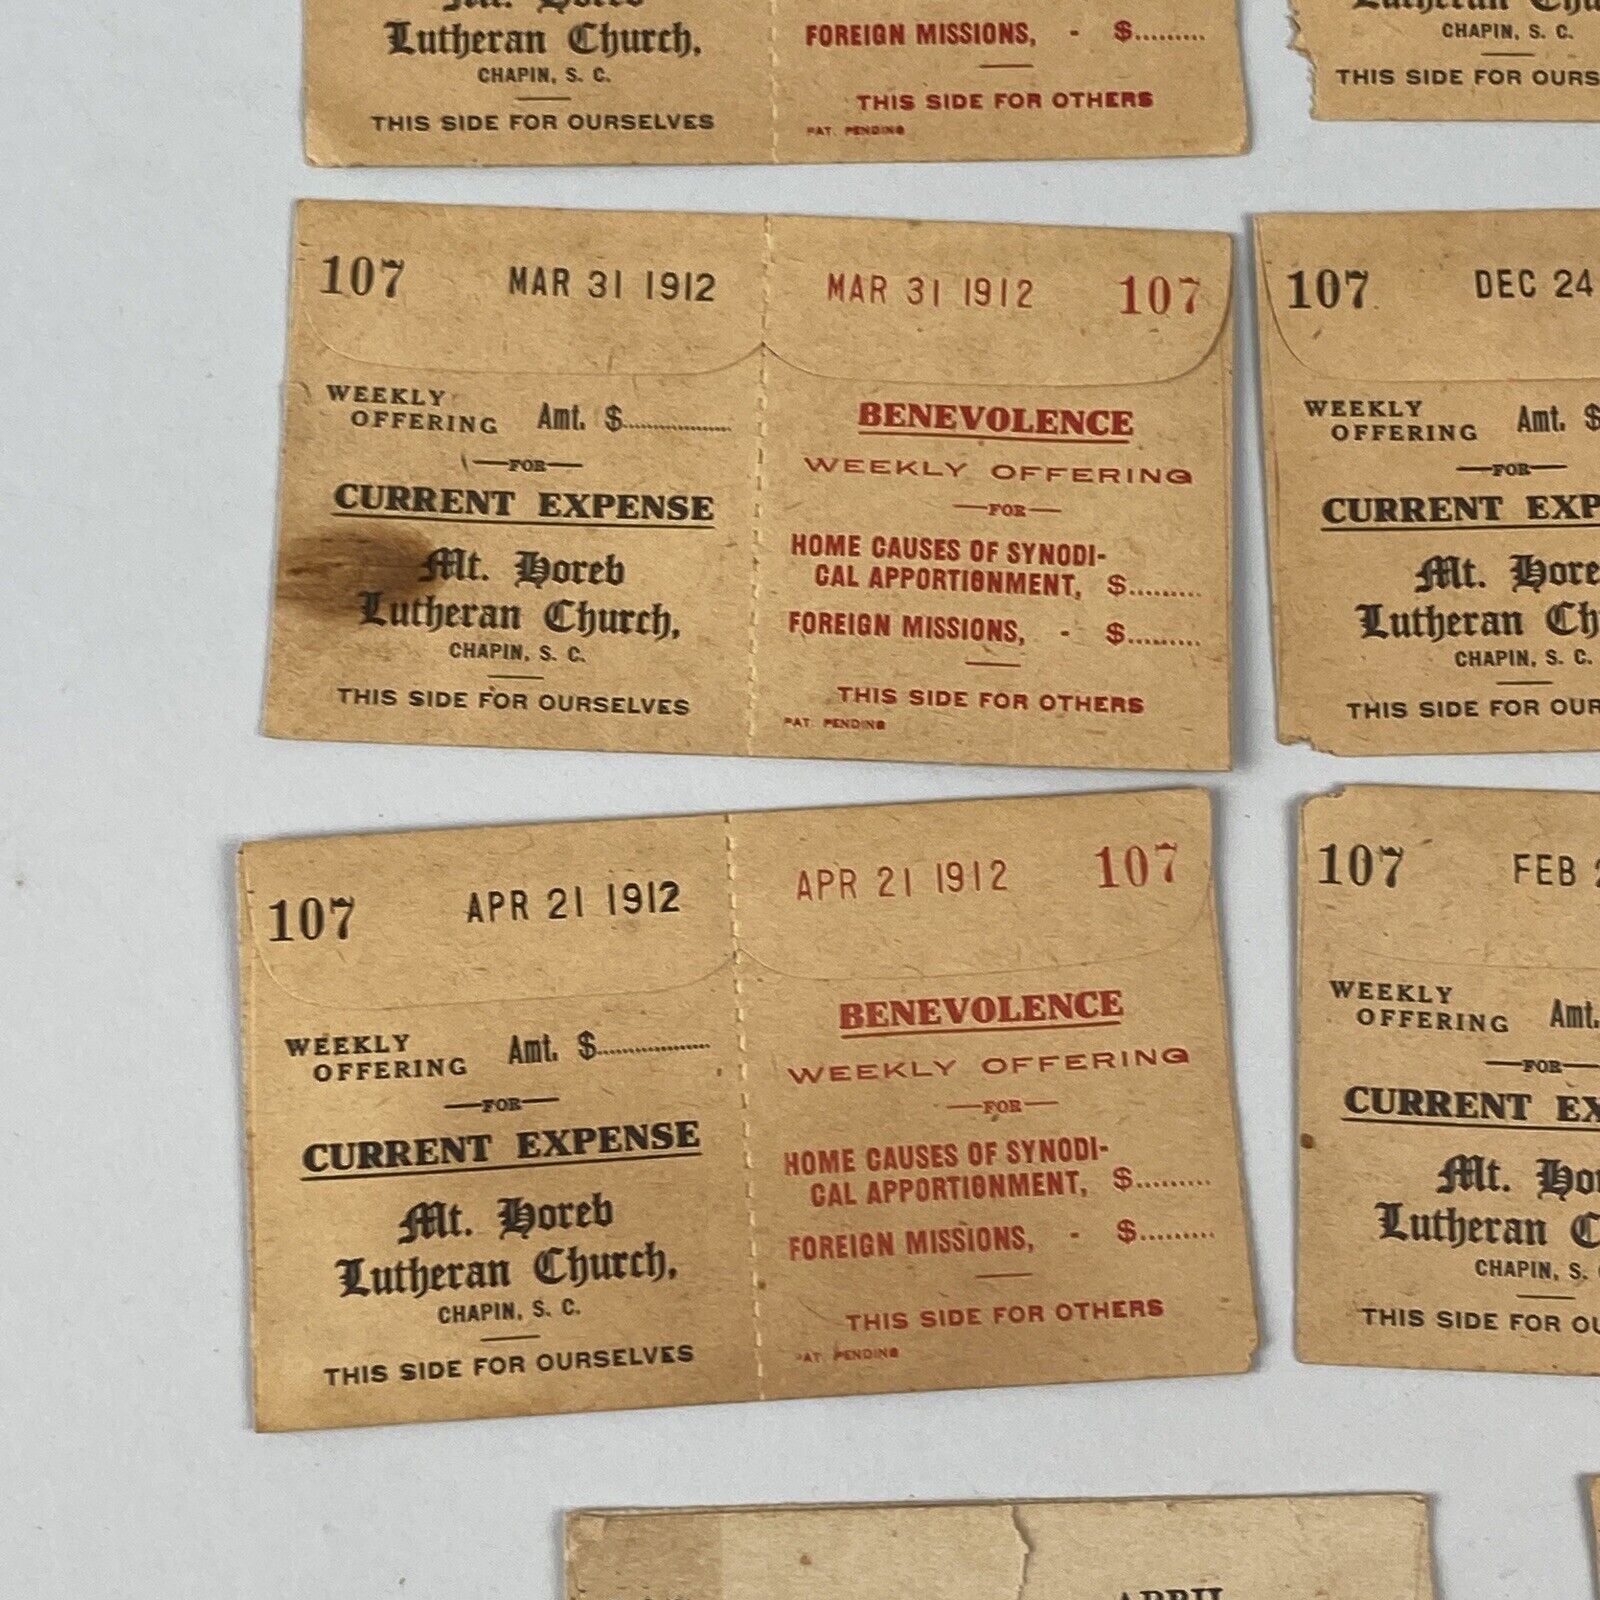 Lutheran Church,
CHAPIN, S. C.
THIS SIDE FOR OURSELVES
FOREIGN MISSIONS, - $.........
THIS SIDE FOR OTHERS
PAT. PENDING
CHAPIN, S. C.
THIS SIDE FOR OURS
107 MAR 31 1912
WEEKLY
OFFERING Amt. $..................
FOR
CURRENT EXPENSE
Mt. Horeb
Lutheran Church,
CHAPIN, S. C.
THIS SIDE FOR OURSELVES
MAR 31 1912 107
BENEVOLENCE
WEEKLY OFFERING
FOR
HOME CAUSES OF SYNODI-
CAL APPORTIONMENT, $.........
FOREIGN MISSIONS, - $.........
THIS SIDE FOR OTHERS
PAT. PENDING
107 DEC 24
WEEKLY
OFFERING Amt. $
FOR
CURRENT EXP
Mt. Hore
Lutheran Ch
CHAPIN, S. C.
THIS SIDE FOR OUR
107 APR 21 1912
WEEKLY
OFFERING Amt. $..................
FOR
CURRENT EXPENSE
Mt. Horeb
Lutheran Church,
CHAPIN, S. C.
THIS SIDE FOR OURSELVES
APR 21 1912 107
BENEVOLENCE
WEEKLY OFFERING
FOR
HOME CAUSES OF SYNODI-
CAL APPORTIONMENT, $.........
FOREIGN MISSIONS, - $.........
THIS SIDE FOR OTHERS
PAT. PENDING
107 FEB 2
WEEKLY
OFFERING Amt.
FOR
CURRENT EX
Mt. Ho
Lutheran C
CHAPIN, S.
THIS SIDE FOR OU
APRIL